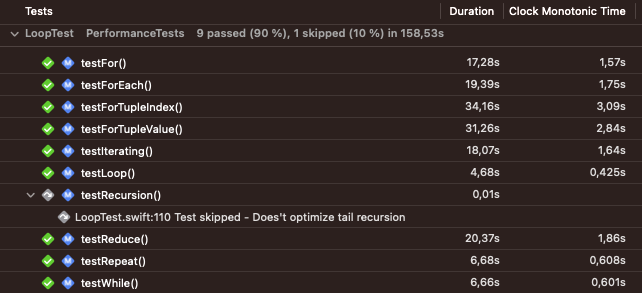 Tests Duration Clock Monotonic Time
LoopTest PerformanceTests 9 passed (90 %), 1 skipped (10 %) in 158,53s
testFor() 17,28s 1,57s
testForEach() 19,39s 1,75s
testForTupleIndex() 34,16s 3,09s
testForTupleValue() 31,26s 2,84s
testIterating() 18,07s 1,64s
testLoop() 4,68s 0,425s
testRecursion() 0,01s
LoopTest.swift:110 Test skipped - Does't optimize tail recursion
testReduce() 20,37s 1,86s
testRepeat() 6,68s 0,608s
testWhile() 6,66s 0,601s